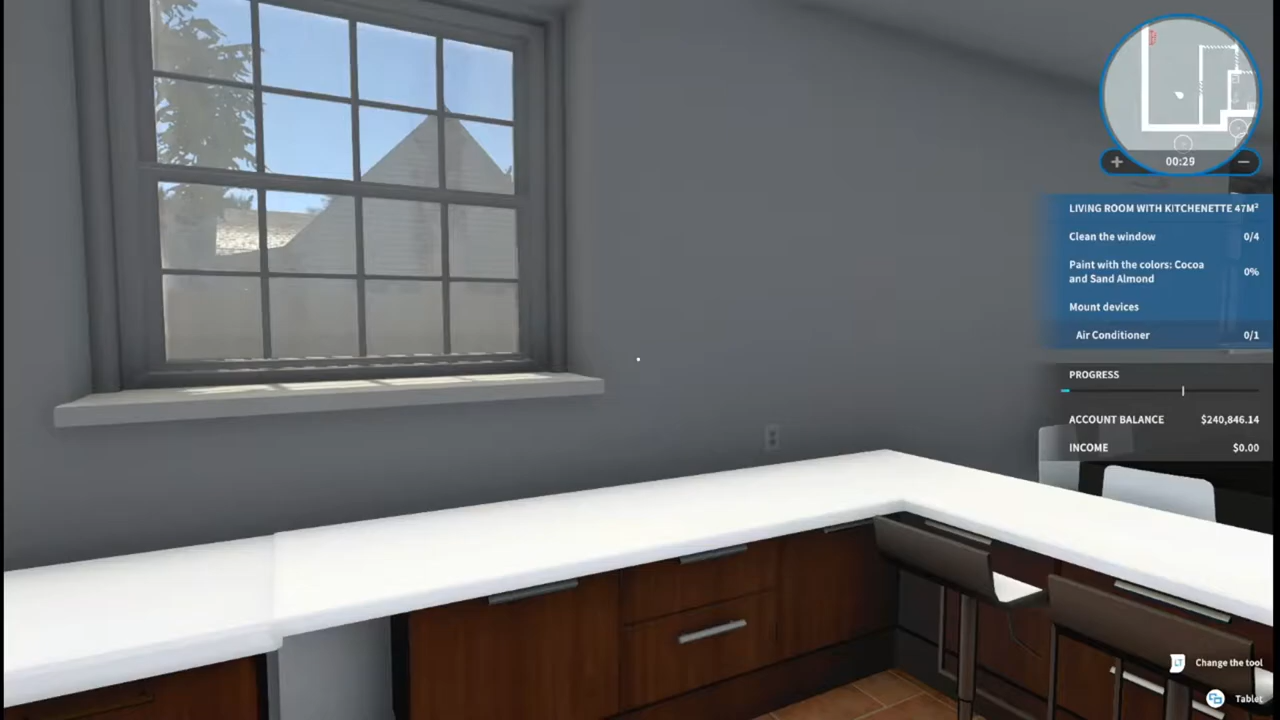 00:29
LIVING ROOM WITH KITCHENETTE 47M²
Clean the window 0/4
Paint with the colors: Cocoa
and Sand Almond 0%
Mount devices
Air Conditioner 0/1
PROGRESS
ACCOUNT BALANCE $240,846.14
INCOME $0.00
LT Change the tool
Tablet